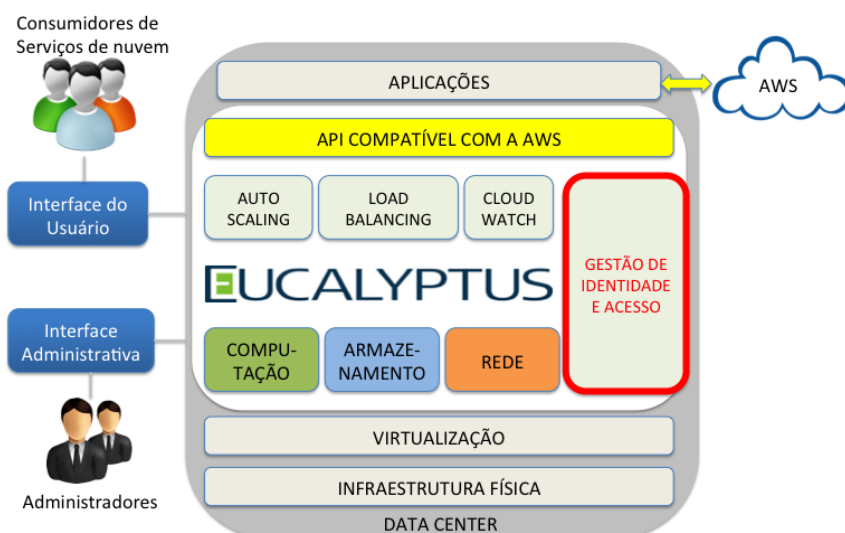 Consumidores de
Serviços de nuvem
APLICAÇÕES
AWS
API COMPATÍVEL COM A AWS
Interface do
Usuário
AUTO
SCALING
LOAD
BALANCING
CLOUD
WATCH
GESTÃO DE
IDENTIDADE
E ACESSO
EUCALYPTUS
Interface
Administrativa
COMPU-
TAÇÃO
ARMAZE-
NAMENTO
REDE
VIRTUALIZAÇÃO
Administradores
INFRAESTRUTURA FÍSICA
DATA CENTER